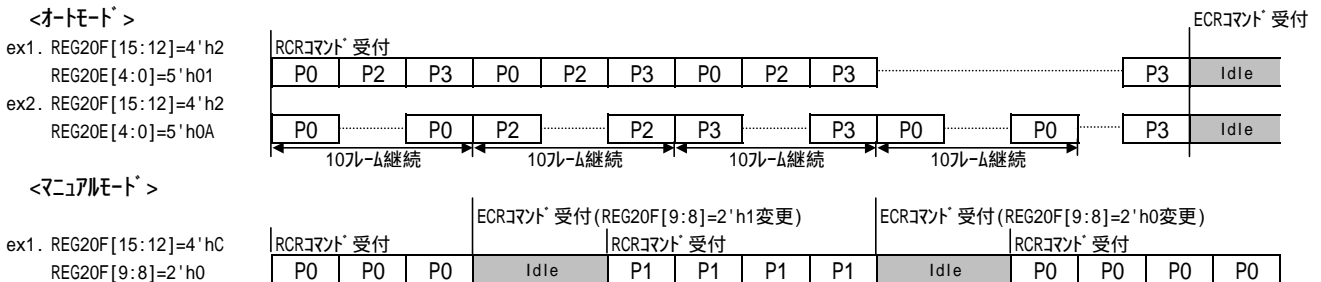 <オートモード>
ECRコマンド受付
ex1. REG20F[15:12]=4'h2
RCRコマンド受付
REG20E[4:0]=5'h01
P0 P2 P3 P0 P2 P3 P0 P2 P3 P3 Idle
ex2. REG20F[15:12]=4'h2
REG20E[4:0]=5'h0A
P0 P0 P2 P2 P3 P3 P0 P0 P3 Idle
10フレーム継続 10フレーム継続 10フレーム継続 10フレーム継続
<マニュアルモード>
ECRコマンド受付(REG20F[9:8]=2'h1変更) ECRコマンド受付(REG20F[9:8]=2'h0変更)
ex1. REG20F[15:12]=4'hC
RCRコマンド受付 RCRコマンド受付 RCRコマンド受付
REG20F[9:8]=2'h0
P0 P0 P0 Idle P1 P1 P1 P1 Idle P0 P0 P0 P0